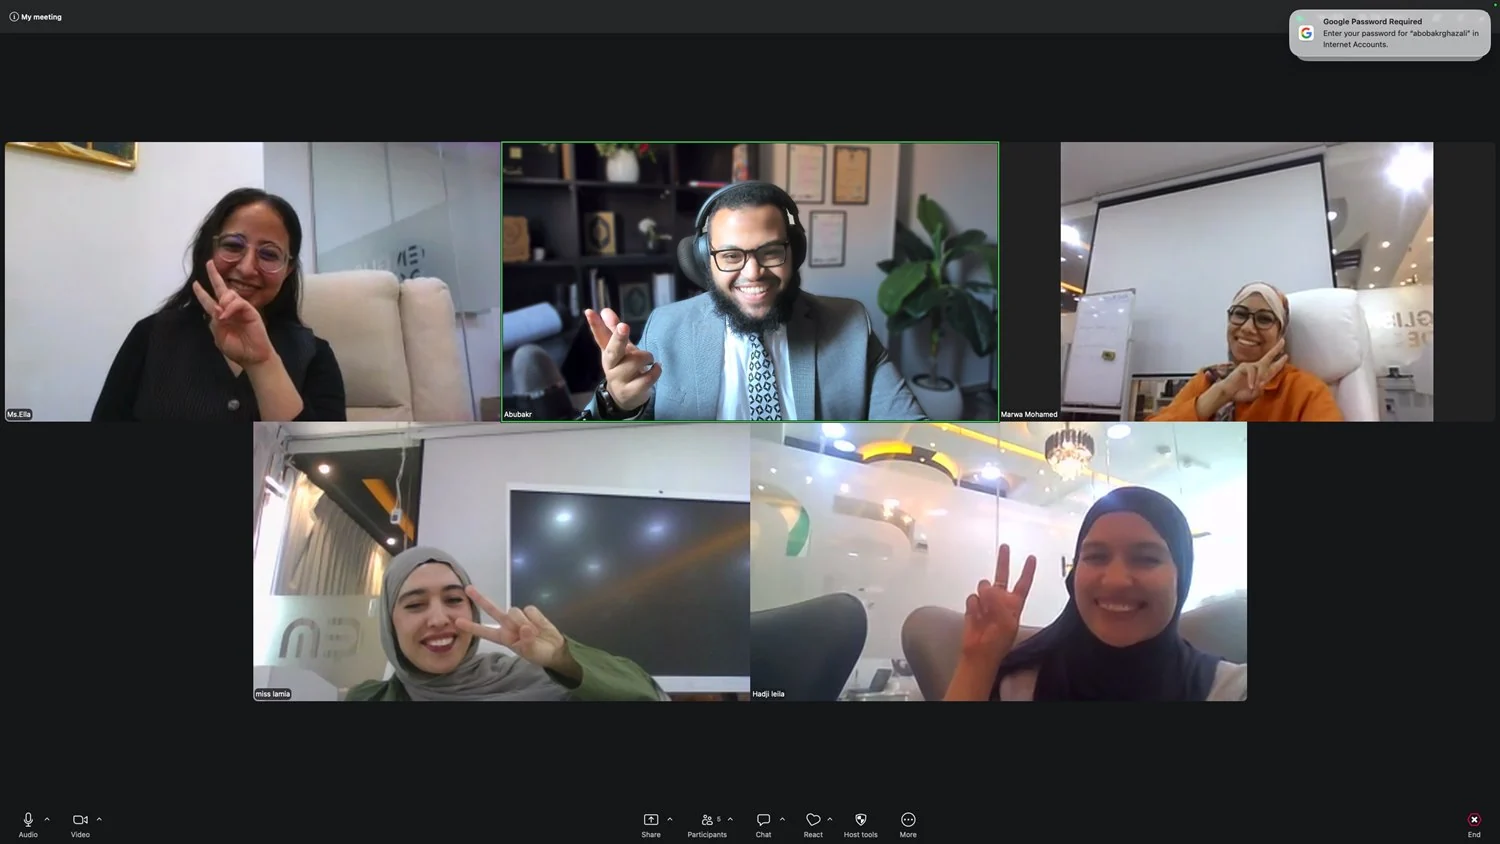 My meeting
Google Password Required
Enter your password for "abobakrghazali" in
Internet Accounts.
Ms.Ella
Abubakr
Marwa Mohamed
miss lamia
Hadji leila
Audio
Video
Share
Participants
5
Chat
React
Host tools
More
End